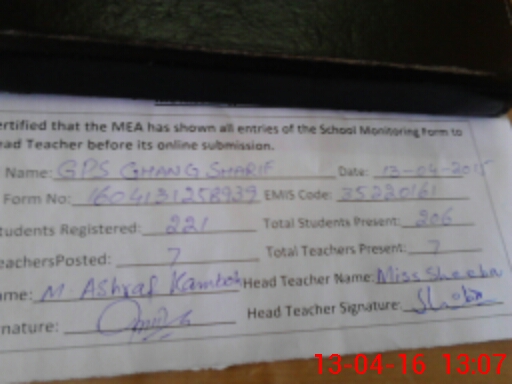 ertified that the MEA has shown all entries of the School Monitoring Form to
ead Teacher before its online submission.
Name: GPS GHANG SHARIF Date: 13-04-2015
Form No: 1604131258939 EMIS Code: 35220161
tudents Registered: 221 Total Students Present: 206
eachersPosted: 7 Total Teachers Present: 7
ame: M. Ashraf Kamboh Head Teacher Name: Miss Sheeba
nature: Head Teacher Signature: Sheeba
13-04-16 13:07